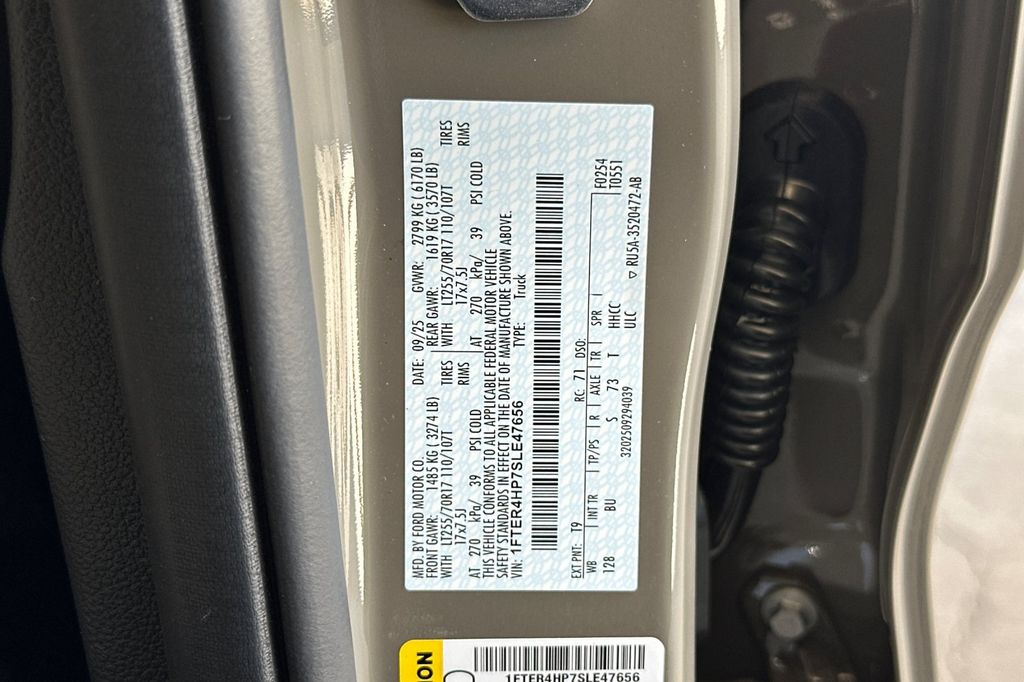 MFD. BY FORD MOTOR CO. DATE: 09/25 GVWR: 2799 KG ( 6170 LB)
FRONT GAWR: 1485 KG ( 3274 LB) REAR GAWR: 1619 KG ( 3570 LB)
WITH LT255/70R17 110/107T TIRES WITH LT255/70R17 110/107T TIRES
17x7.5J RIMS 17x7.5J RIMS
AT 270 kPa/ 39 PSI COLD AT 270 kPa/ 39 PSI COLD
THIS VEHICLE CONFORMS TO ALL APPLICABLE FEDERAL MOTOR VEHICLE
SAFETY STANDARDS IN EFFECT ON THE DATE OF MANUFACTURE SHOWN ABOVE.
VIN: 1FTER4HP7SLE47656 TYPE: Truck
EXT PNT: T9 RC: 71 DSO: F0254
WB INT TR TP/PS R AXLE TR SPR T0551
128 BU S 73 T HHCC
ULC
3202509294039 ▽ RU5A-3520472-AB
ION
1FTER4HP7SLE47656